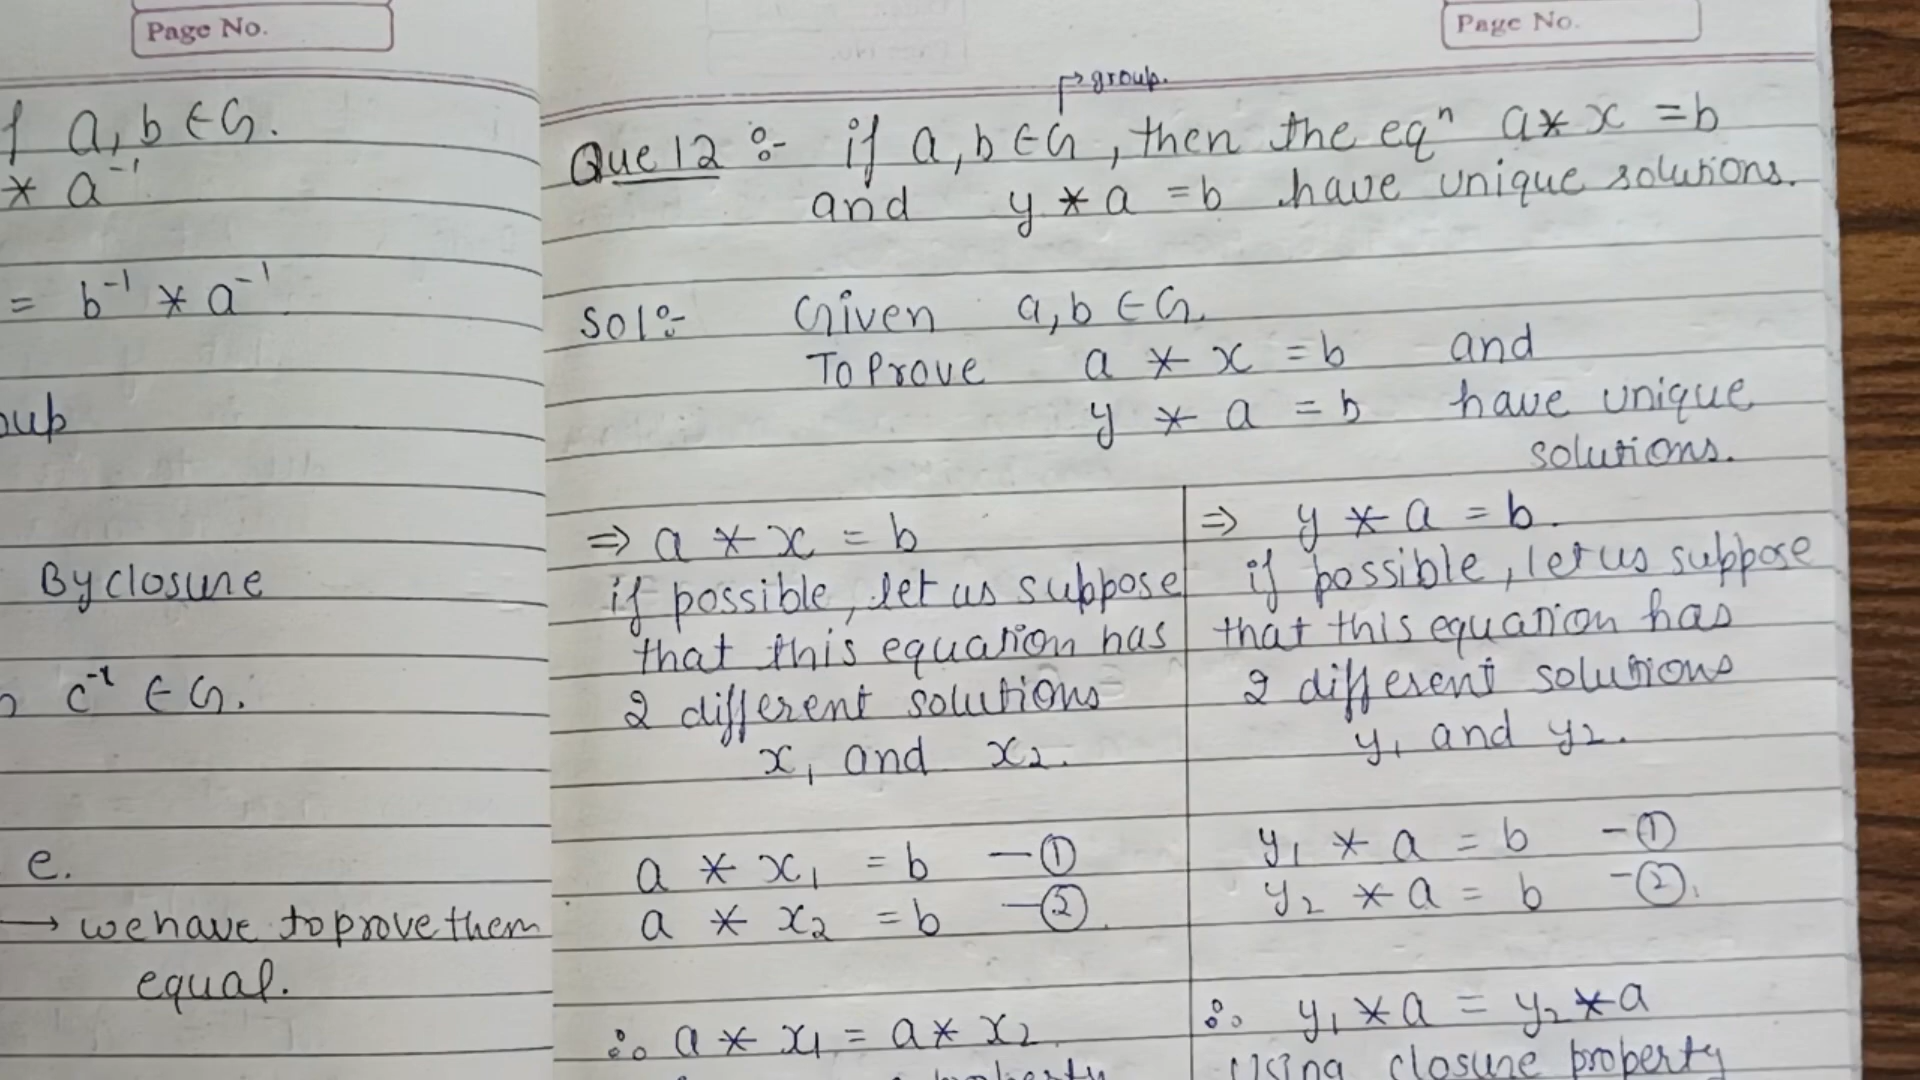 Page No.
f a, b ∈ G.
* a⁻¹
= b⁻¹ * a⁻¹
By closure
c⁻¹ ∈ G.
e.
→ we have to prove them
equal.
Page No.
→ group.
Que 12 :- if a, b ∈ G, then the eqⁿ a * x = b
and y * a = b have unique solutions.
Sol :- Given a, b ∈ G.
To Prove a * x = b and
y * a = b have unique
solutions.
⇒ a * x = b
if possible, let us suppose
that this equation has
2 different solutions
x₁ and x₂.
a * x₁ = b — ①
a * x₂ = b — ②.
∴ a * x₁ = a * x₂
⇒ y * a = b.
if possible, let us suppose
that this equation has
2 different solutions
y₁ and y₂.
y₁ * a = b - ①
y₂ * a = b - ②.
∴ y₁ * a = y₂ * a
Using closure property